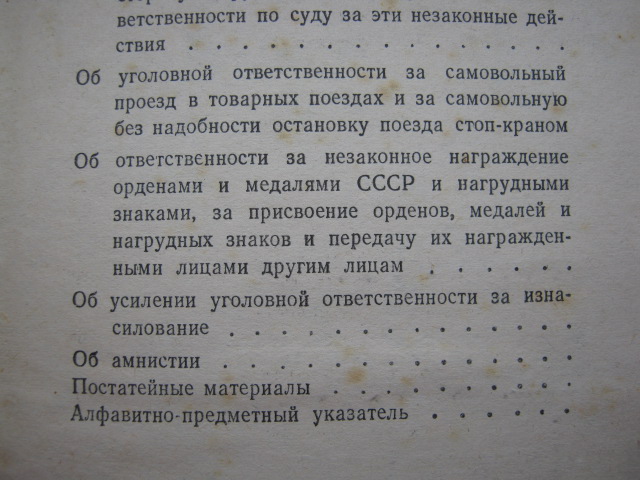 ветственности по суду за эти незаконные дей-
ствия . . . . . . . . . . . . . . .
Об уголовной ответственности за самовольный
проезд в товарных поездах и за самовольную
без надобности остановку поезда стоп-краном
Об ответственности за незаконное награждение
орденами и медалями СССР и нагрудными
знаками, за присвоение орденов, медалей и
нагрудных знаков и передачу их награжден-
ными лицами другим лицам . . . . . .
Об усилении уголовной ответственности за изна-
силование . . . . . . . . . . . . . .
Об амнистии . . . . . . . . . . . . . .
Постатейные материалы . . . . . . . . . .
Алфавитно-предметный указатель . . . . . .